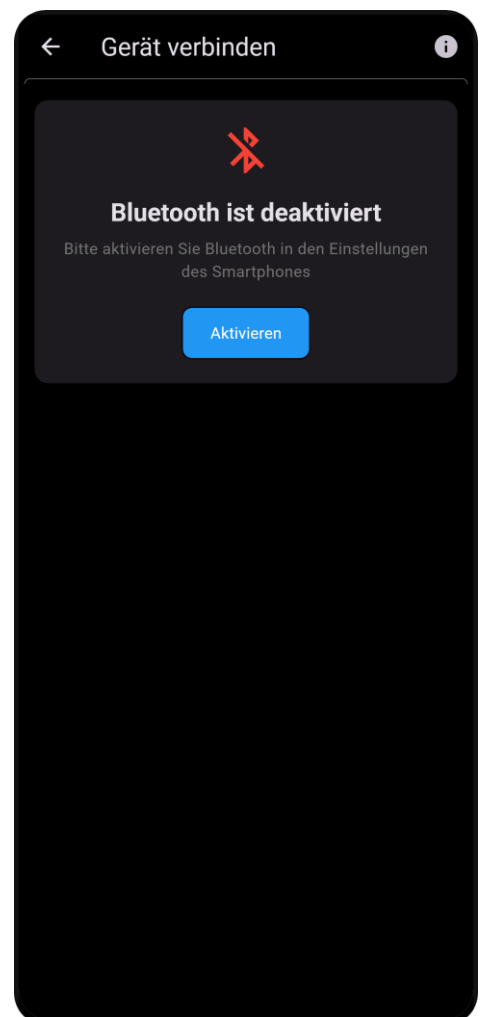 Gerät verbinden
Bluetooth ist deaktiviert
Bitte aktivieren Sie Bluetooth in den Einstellungen
des Smartphones
Aktivieren